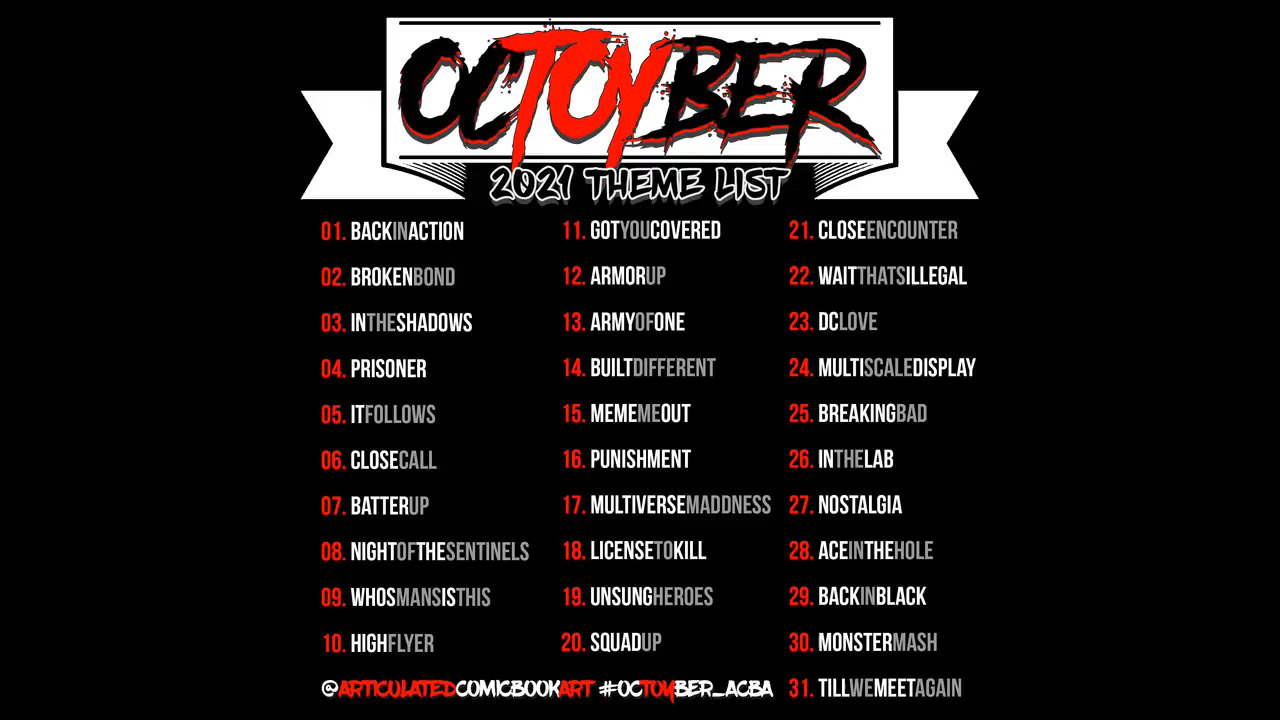 OCTOYBER
2021 THEME LIST
01. BACKINACTION
02. BROKENBOND
03. INTHESHADOWS
04. PRISONER
05. ITFOLLOWS
06. CLOSECALL
07. BATTERUP
08. NIGHTOFTHESENTINELS
09. WHOSMANSISTHIS
10. HIGHFLYER
11. GOTYOUCOVERED
12. ARMORUP
13. ARMYOFONE
14. BUILTDIFFERENT
15. MEMEMEOUT
16. PUNISHMENT
17. MULTIVERSEMADDNESS
18. LICENSETOKILL
19. UNSUNGHEROES
20. SQUADUP
21. CLOSEENCOUNTER
22. WAITTHATSILLEGAL
23. DCLOVE
24. MULTISCALEDISPLAY
25. BREAKINGBAD
26. INTHELAB
27. NOSTALGIA
28. ACEINTHEHOLE
29. BACKINBLACK
30. MONSTERMASH
31. TILLWEMEETAGAIN
@ARTICULATEDCOMICBOOKART #OCTOYBER_ACBA